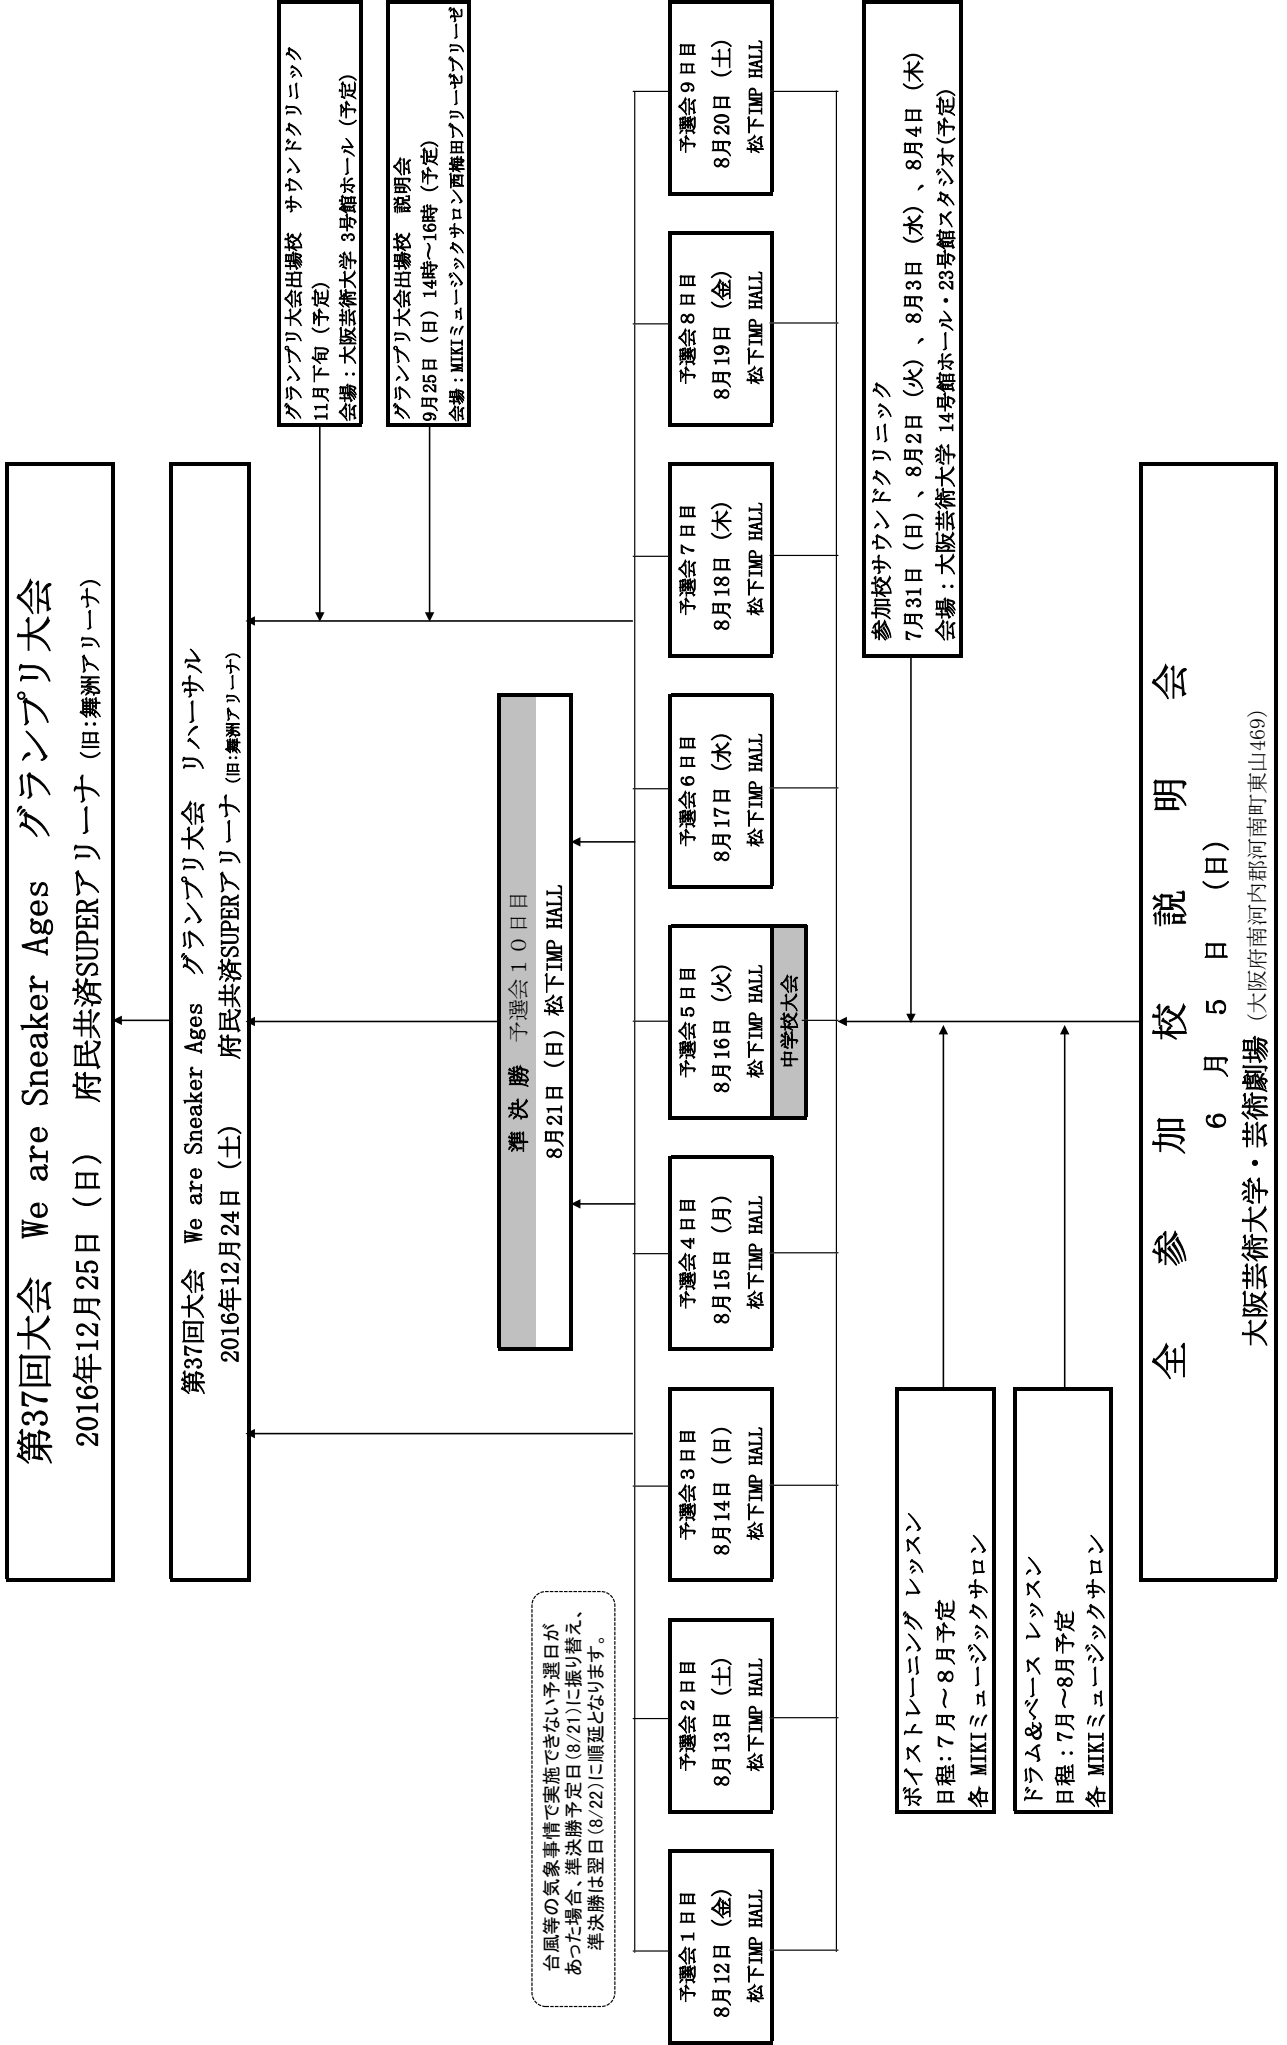 第37回大会 We are Sneaker Ages グランプリ大会
2016年12月25日（日） 府民共済SUPERアリーナ（旧：舞洲アリーナ）
第37回大会 We are Sneaker Ages グランプリ大会 リハーサル
2016年12月24日（土） 府民共済SUPERアリーナ（旧：舞洲アリーナ）
グランプリ大会出場校 サウンドクリニック
11月下旬（予定）
会場：大阪芸術大学 3号館ホール（予定）
グランプリ大会出場校 説明会
9月25日（日）14時～16時（予定）
会場：MIKIミュージックサロン西梅田ブリーゼブリーゼ
準 決 勝 予選会１０日目
8月21日（日）松下IMP HALL
台風等の気象事情で実施できない予選日が
あった場合、準決勝予定日(8/21)に振り替え、
準決勝は翌日(8/22)に順延となります。
予選会１日目
8月12日（金）
松下IMP HALL
予選会２日目
8月13日（土）
松下IMP HALL
予選会３日目
8月14日（日）
松下IMP HALL
予選会４日目
8月15日（月）
松下IMP HALL
予選会５日目
8月16日（火）
松下IMP HALL
中学校大会
予選会６日目
8月17日（水）
松下IMP HALL
予選会７日目
8月18日（木）
松下IMP HALL
予選会８日目
8月19日（金）
松下IMP HALL
予選会９日目
8月20日（土）
松下IMP HALL
参加校サウンドクリニック
7月31日（日）、8月2日（火）、8月3日（水）、8月4日（木）
会場：大阪芸術大学 14号館ホール・23号館スタジオ(予定)
ボイストレーニング レッスン
日程：７月～８月予定
各 MIKIミュージックサロン
ドラム&ベース レッスン
日程：7月～8月予定
各 MIKIミュージックサロン
全 参 加 校 説 明 会
６ 月 ５ 日 （日）
大阪芸術大学・芸術劇場（大阪府南河内郡河南町東山469）